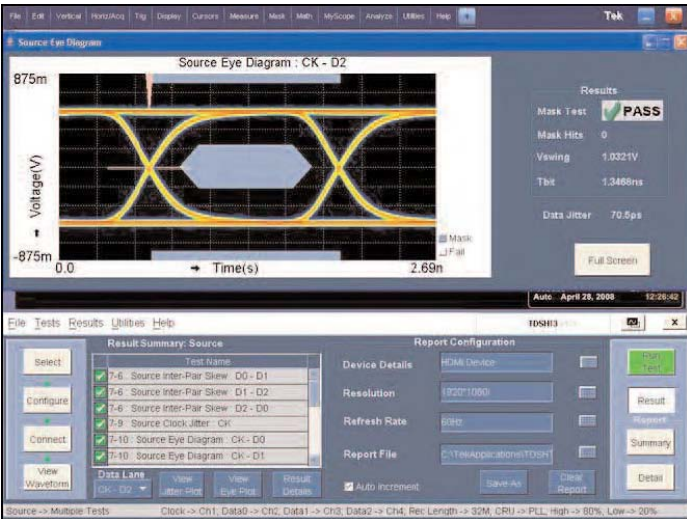 File Edit Vertical Horiz/Acq Trig Display Cursors Measure Mask Math MyScope Analyze Utilities Help Tek
Source Eye Diagram
Source Eye Diagram : CK - D2
875m
Voltage(V)
-875m
0.0
Time(s)
2.69n
Mask
Fail
Results
Mask Test PASS
Mask Hits 0
Vswing 1.0321V
Tbit 1.3468ns
Data Jitter 70.5ps
Full Screen
Auto April 28, 2008 12:26:42
File Tests Results Utilities Help TDSHT3
Select
Configure
Connect
View Waveform
Result Summary: Source
Test Name
7-6 Source Inter-Pair Skew D0 - D1
7-6 Source Inter-Pair Skew D1 - D2
7-6 Source Inter-Pair Skew D2 - D0
7-9 Source Clock Jitter : CK
7-10 Source Eye Diagram CK - D0
7-10 Source Eye Diagram CK - D1
Data Lane
CK - D2
View Jitter Plot
View Eye Plot
Result Details
Report Configuration
Device Details HDMI Device
Resolution 1920*1080i
Refresh Rate 60Hz
Report File C:\TekApplications\TDSHT
Auto Increment
Save As
Clear Report
Run Test
Result
Report
Summary
Detail
Source -> Multiple Tests Clock -> Ch1, Data0 -> Ch2, Data1 -> Ch3, Data2 -> Ch4, Rec Length -> 32M, CRU -> PLL, High -> 80%, Low -> 20%